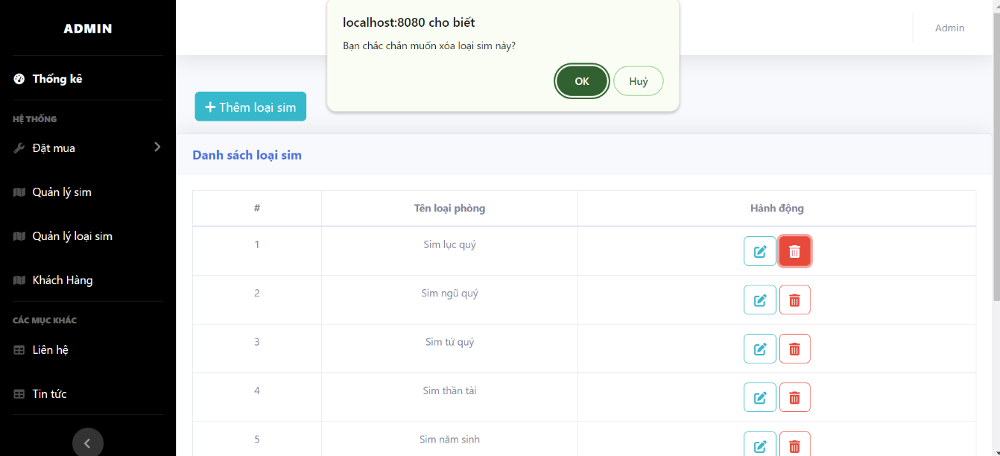 ADMIN
Thống kê
HỆ THỐNG
Đặt mua
Quản lý sim
Quản lý loại sim
Khách Hàng
CÁC MỤC KHÁC
Liên hệ
Tin tức
localhost:8080 cho biết
Bạn chắc chắn muốn xóa loại sim này?
OK Huỷ
Admin
Thêm loại sim
Danh sách loại sim
# Tên loại phòng Hành động
1 Sim lục quý
2 Sim ngũ quý
3 Sim tứ quý
4 Sim thần tài
5 Sim năm sinh